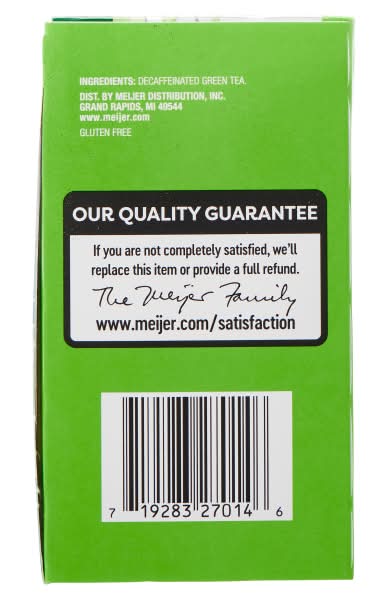 INGREDIENTS: DECAFFEINATED GREEN TEA.
DIST. BY MEIJER DISTRIBUTION, INC.
GRAND RAPIDS, MI 49544
www.meijer.com
GLUTEN FREE
OUR QUALITY GUARANTEE
If you are not completely satisfied, we'll
replace this item or provide a full refund.
The Meijer Family
www.meijer.com/satisfaction
7 19283 27014 6